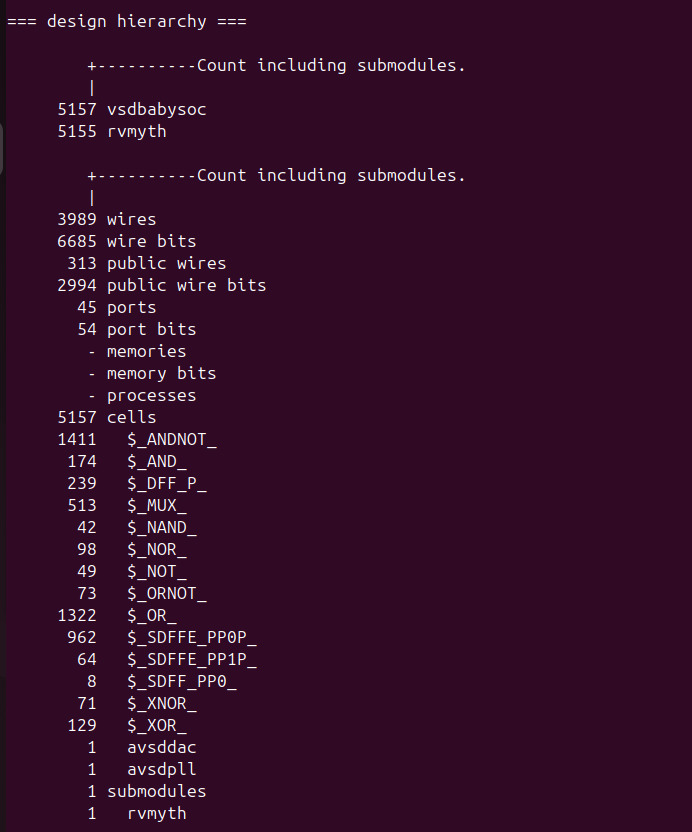 === design hierarchy ===
+----------Count including submodules.
|
5157 vsdbabysoc
5155 rvmyth
+----------Count including submodules.
|
3989 wires
6685 wire bits
313 public wires
2994 public wire bits
45 ports
54 port bits
- memories
- memory bits
- processes
5157 cells
1411 $_ANDNOT_
174 $_AND_
239 $_DFF_P_
513 $_MUX_
42 $_NAND_
98 $_NOR_
49 $_NOT_
73 $_ORNOT_
1322 $_OR_
962 $_SDFFE_PP0P_
64 $_SDFFE_PP1P_
8 $_SDFF_PP0_
71 $_XNOR_
129 $_XOR_
1 avsddac
1 avsdpll
1 submodules
1 rvmyth